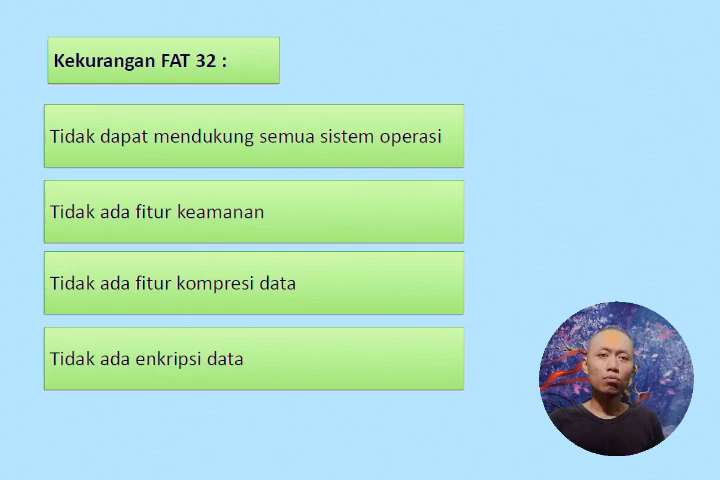 Kekurangan FAT 32 :
Tidak dapat mendukung semua sistem operasi
Tidak ada fitur keamanan
Tidak ada fitur kompresi data
Tidak ada enkripsi data